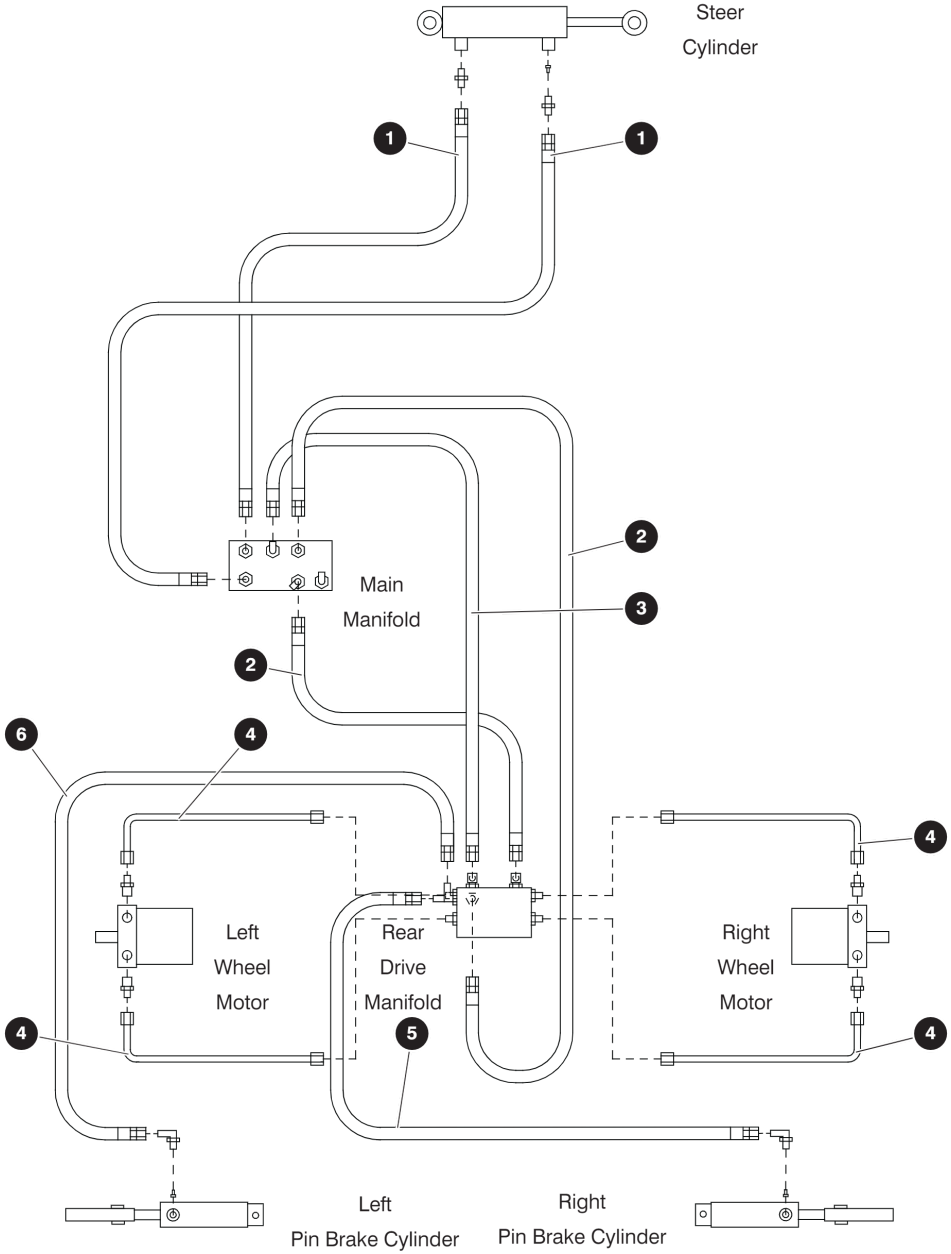 Steer
Cylinder
1
1
2
Main
Manifold
3
2
6
4
4
Left
Wheel
Motor
Rear
Drive
Manifold
Right
Wheel
Motor
4
5
4
Left
Pin Brake Cylinder
Right
Pin Brake Cylinder